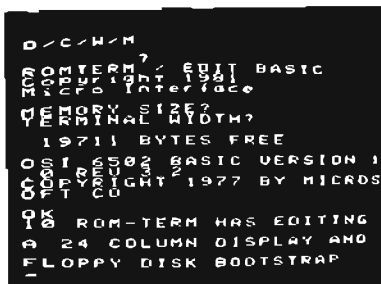 D/C/W/M
?
ROMTERM / EDIT BASIC
Copyright 1981
Micro Interface
MEMORY SIZE?
TERMINAL WIDTH?
19711 BYTES FREE
OSI 6502 BASIC VERSION 1
.0 REV 3.2
COPYRIGHT 1977 BY MICROS
OFT CO
OK
10 ROM-TERM HAS EDITING
A 24 COLUMN DISPLAY AND
FLOPPY DISK BOOTSTRAP